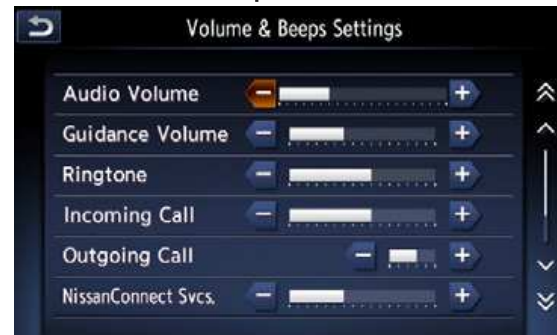 Volume & Beeps Settings
Audio Volume
Guidance Volume
Ringtone
Incoming Call
Outgoing Call
NissanConnect Svcs.